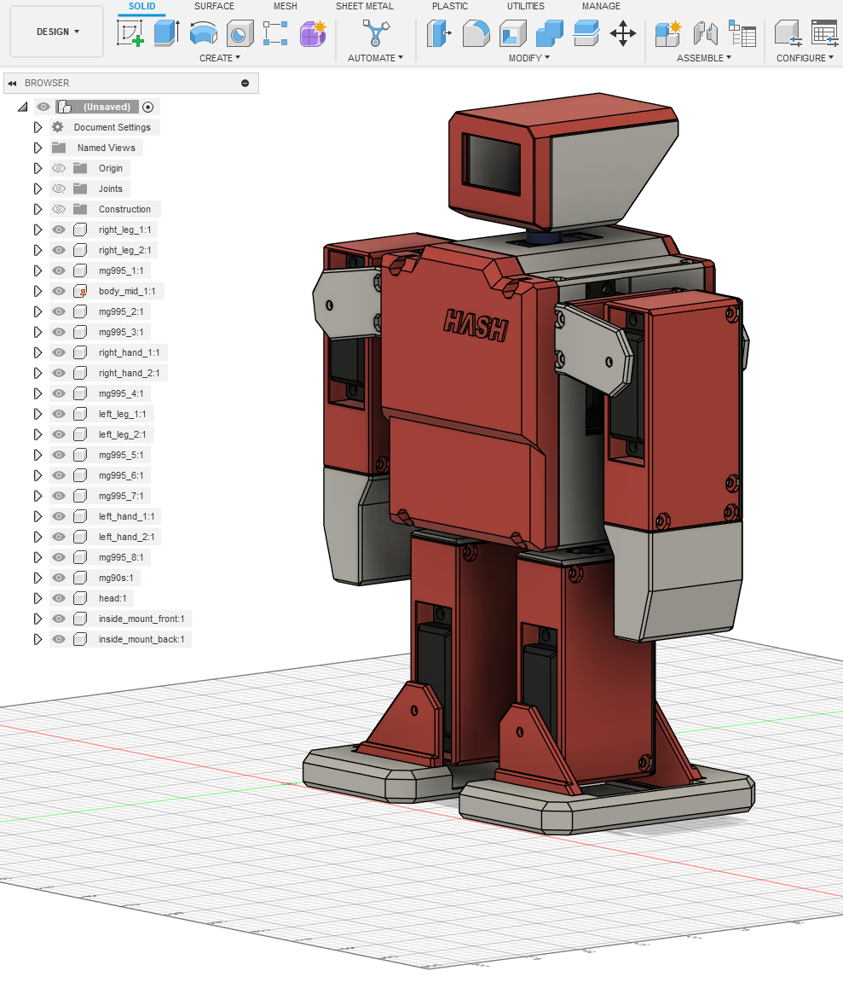 SOLID SURFACE MESH SHEET METAL PLASTIC UTILITIES MANAGE
DESIGN
CREATE AUTOMATE MODIFY ASSEMBLE CONFIGURE
BROWSER
(Unsaved)
Document Settings
Named Views
Origin
Joints
Construction
right_leg_1:1
right_leg_2:1
mg995_1:1
body_mid_1:1
mg995_2:1
mg995_3:1
right_hand_1:1
right_hand_2:1
mg995_4:1
left_leg_1:1
left_leg_2:1
mg995_5:1
mg995_6:1
mg995_7:1
left_hand_1:1
left_hand_2:1
mg995_8:1
mg90s:1
head:1
inside_mount_front:1
inside_mount_back:1
HASH